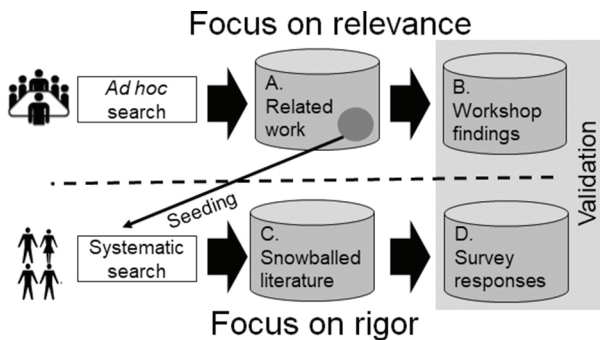 Focus on relevance
Ad hoc
search
A.
Related
work
B.
Workshop
findings
Validation
Seeding
Systematic
search
C.
Snowballed
literature
D.
Survey
responses
Focus on rigor